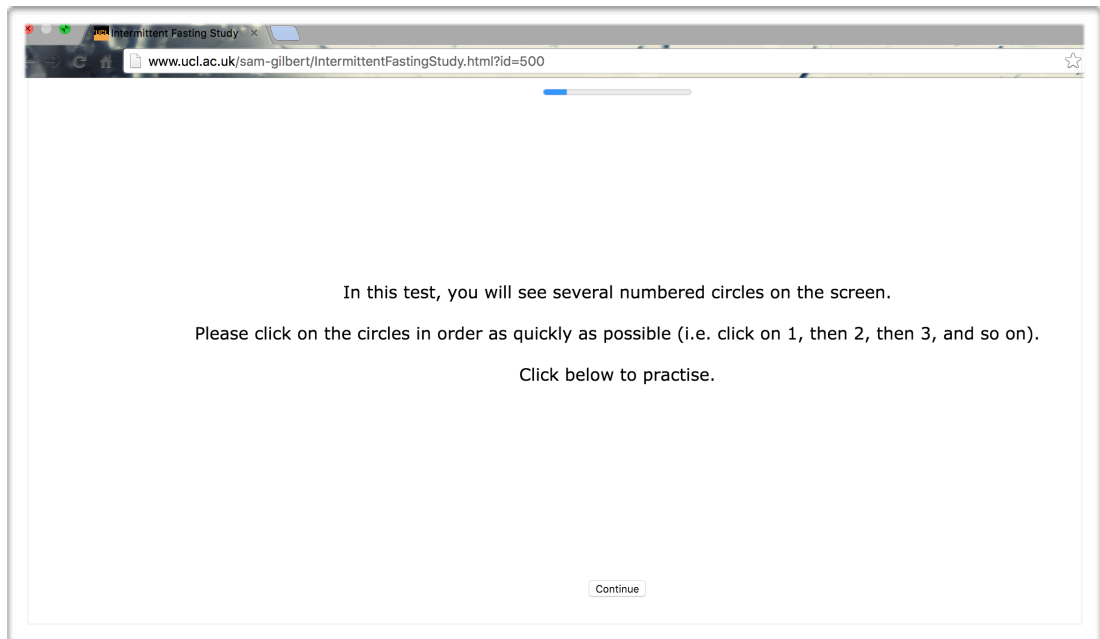 UCL Intermittent Fasting Study ×
www.ucl.ac.uk/sam-gilbert/IntermittentFastingStudy.html?id=500
In this test, you will see several numbered circles on the screen.
Please click on the circles in order as quickly as possible (i.e. click on 1, then 2, then 3, and so on).
Click below to practise.
Continue